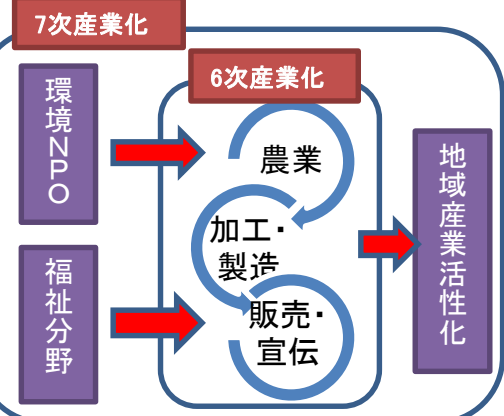 7次産業化
6次産業化
環境NPO
福祉分野
農業
加工・
製造
販売・
宣伝
地域産業活性化